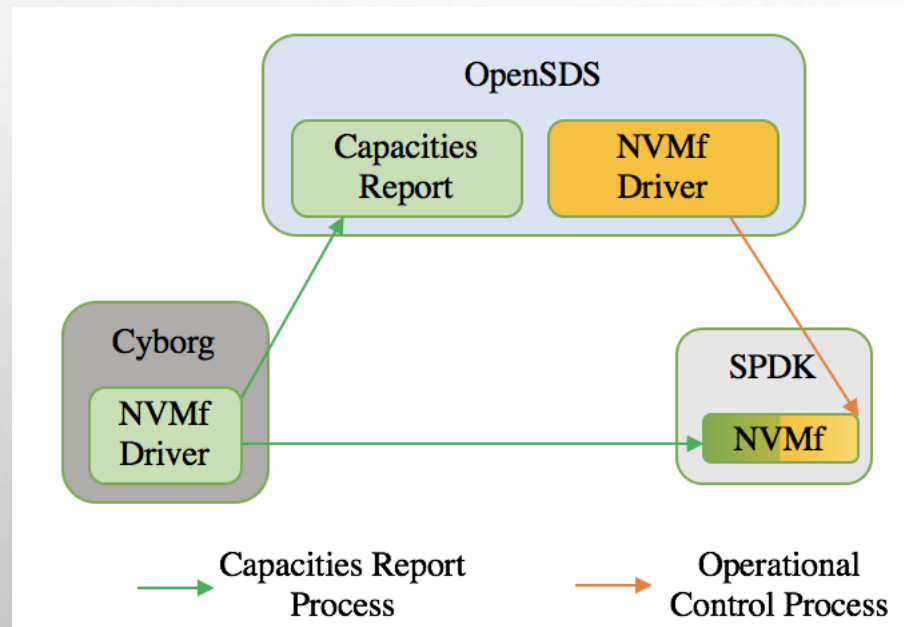 OpenSDS
Capacities
Report
NVMf
Driver
Cyborg
NVMf
Driver
SPDK
NVMf
Capacities Report
Process
Operational
Control Process